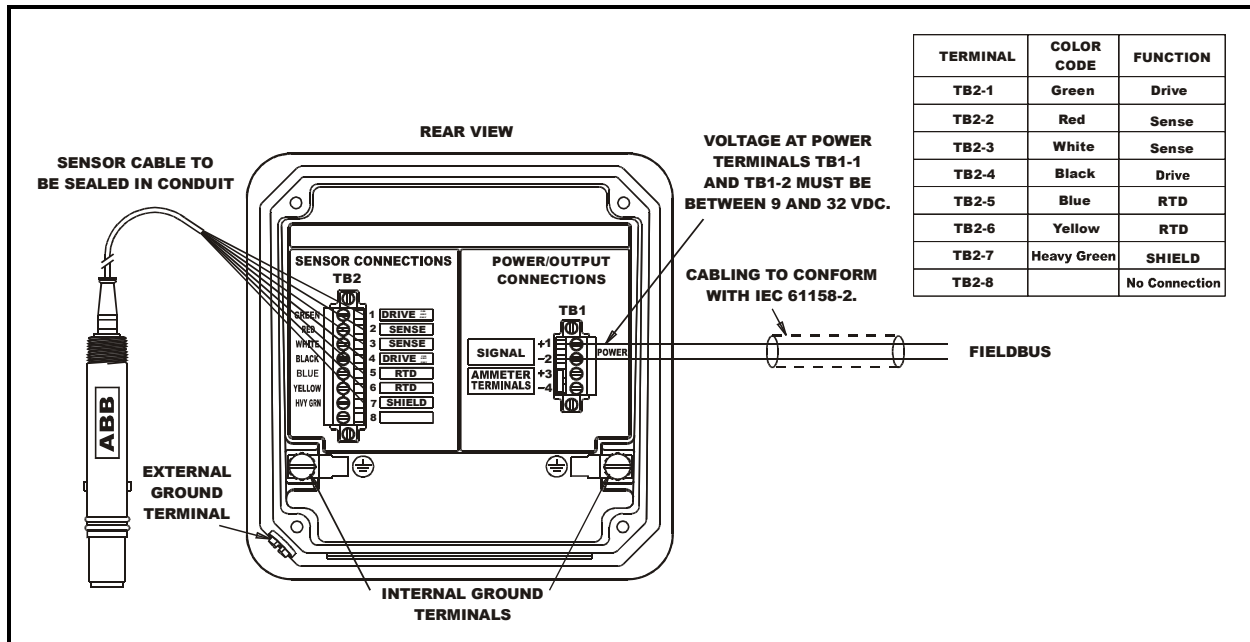 TERMINAL COLOR CODE FUNCTION
TB2-1 Green Drive
TB2-2 Red Sense
TB2-3 White Sense
TB2-4 Black Drive
TB2-5 Blue RTD
TB2-6 Yellow RTD
TB2-7 Heavy Green SHIELD
TB2-8 No Connection
REAR VIEW
SENSOR CABLE TO
BE SEALED IN CONDUIT
VOLTAGE AT POWER
TERMINALS TB1-1
AND TB1-2 MUST BE
BETWEEN 9 AND 32 VDC.
CABLING TO CONFORM
WITH IEC 61158-2.
FIELDBUS
SENSOR CONNECTIONS
TB2
GREEN 1 DRIVE
RED 2 SENSE
WHITE 3 SENSE
BLACK 4 DRIVE
BLUE 5 RTD
YELLOW 6 RTD
HVY GRN 7 SHIELD
8
POWER/OUTPUT
CONNECTIONS
TB1
SIGNAL
+1
-2
POWER
AMMETER
TERMINALS
+3
-4
ABB
EXTERNAL
GROUND
TERMINAL
INTERNAL GROUND
TERMINALS